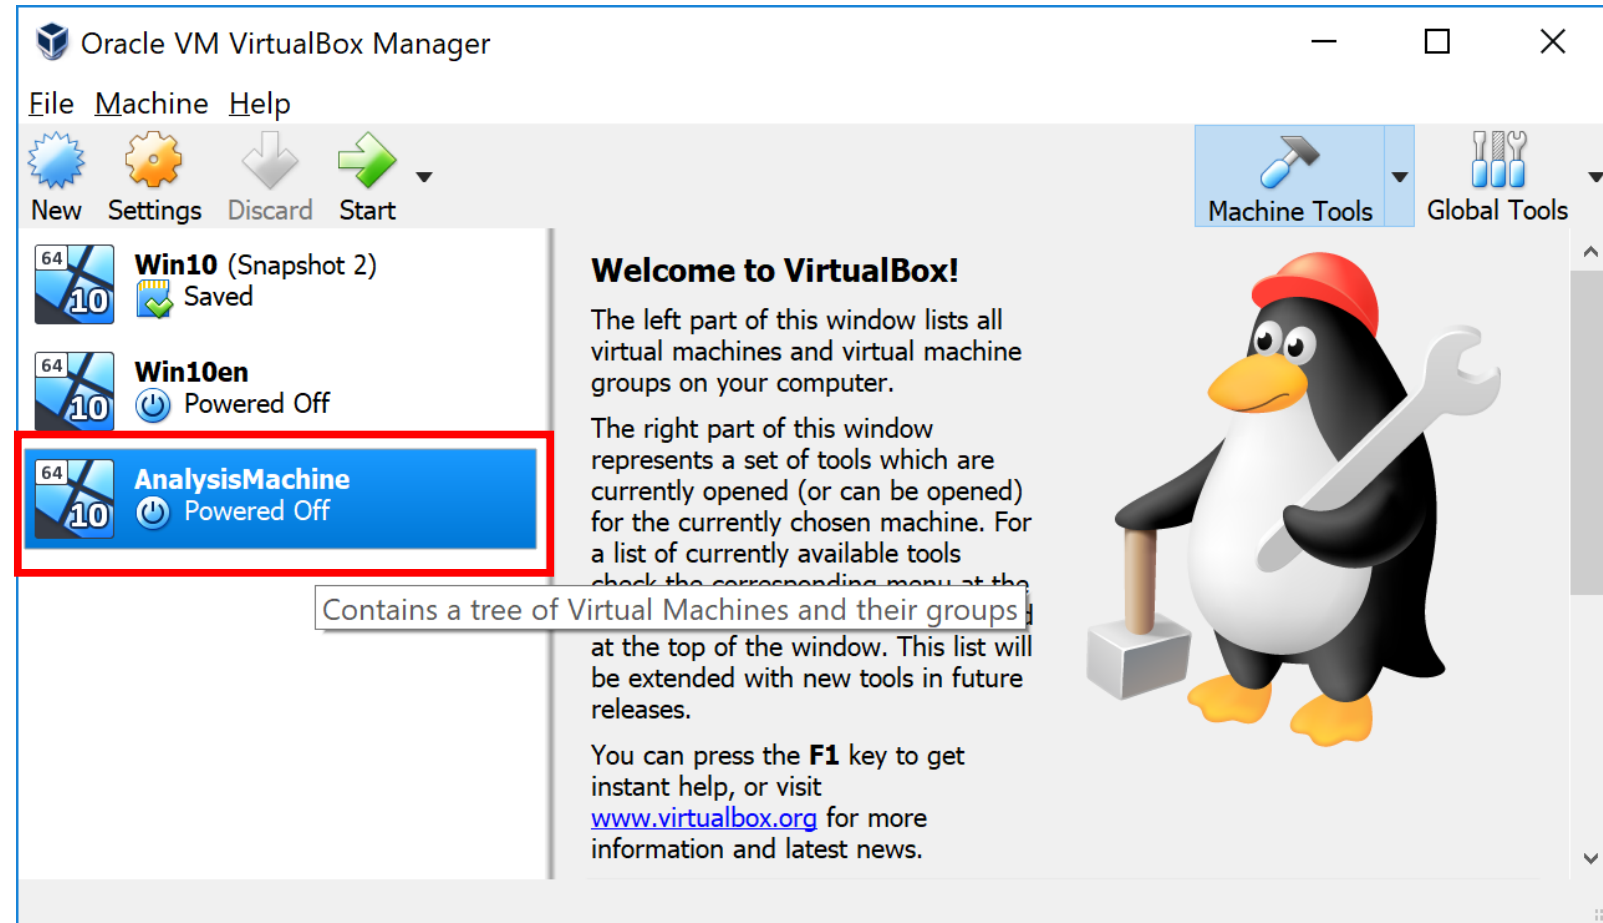 Oracle VM VirtualBox Manager
File Machine Help
New Settings Discard Start
Machine Tools Global Tools
64 10 Win10 (Snapshot 2)
Saved
64 10 Win10en
Powered Off
64 10 AnalysisMachine
Powered Off
Welcome to VirtualBox!
The left part of this window lists all
virtual machines and virtual machine
groups on your computer.
The right part of this window
represents a set of tools which are
currently opened (or can be opened)
for the currently chosen machine. For
a list of currently available tools
check the corresponding menu at the
Contains a tree of Virtual Machines and their groups
at the top of the window. This list will
be extended with new tools in future
releases.
You can press the F1 key to get
instant help, or visit
www.virtualbox.org for more
information and latest news.